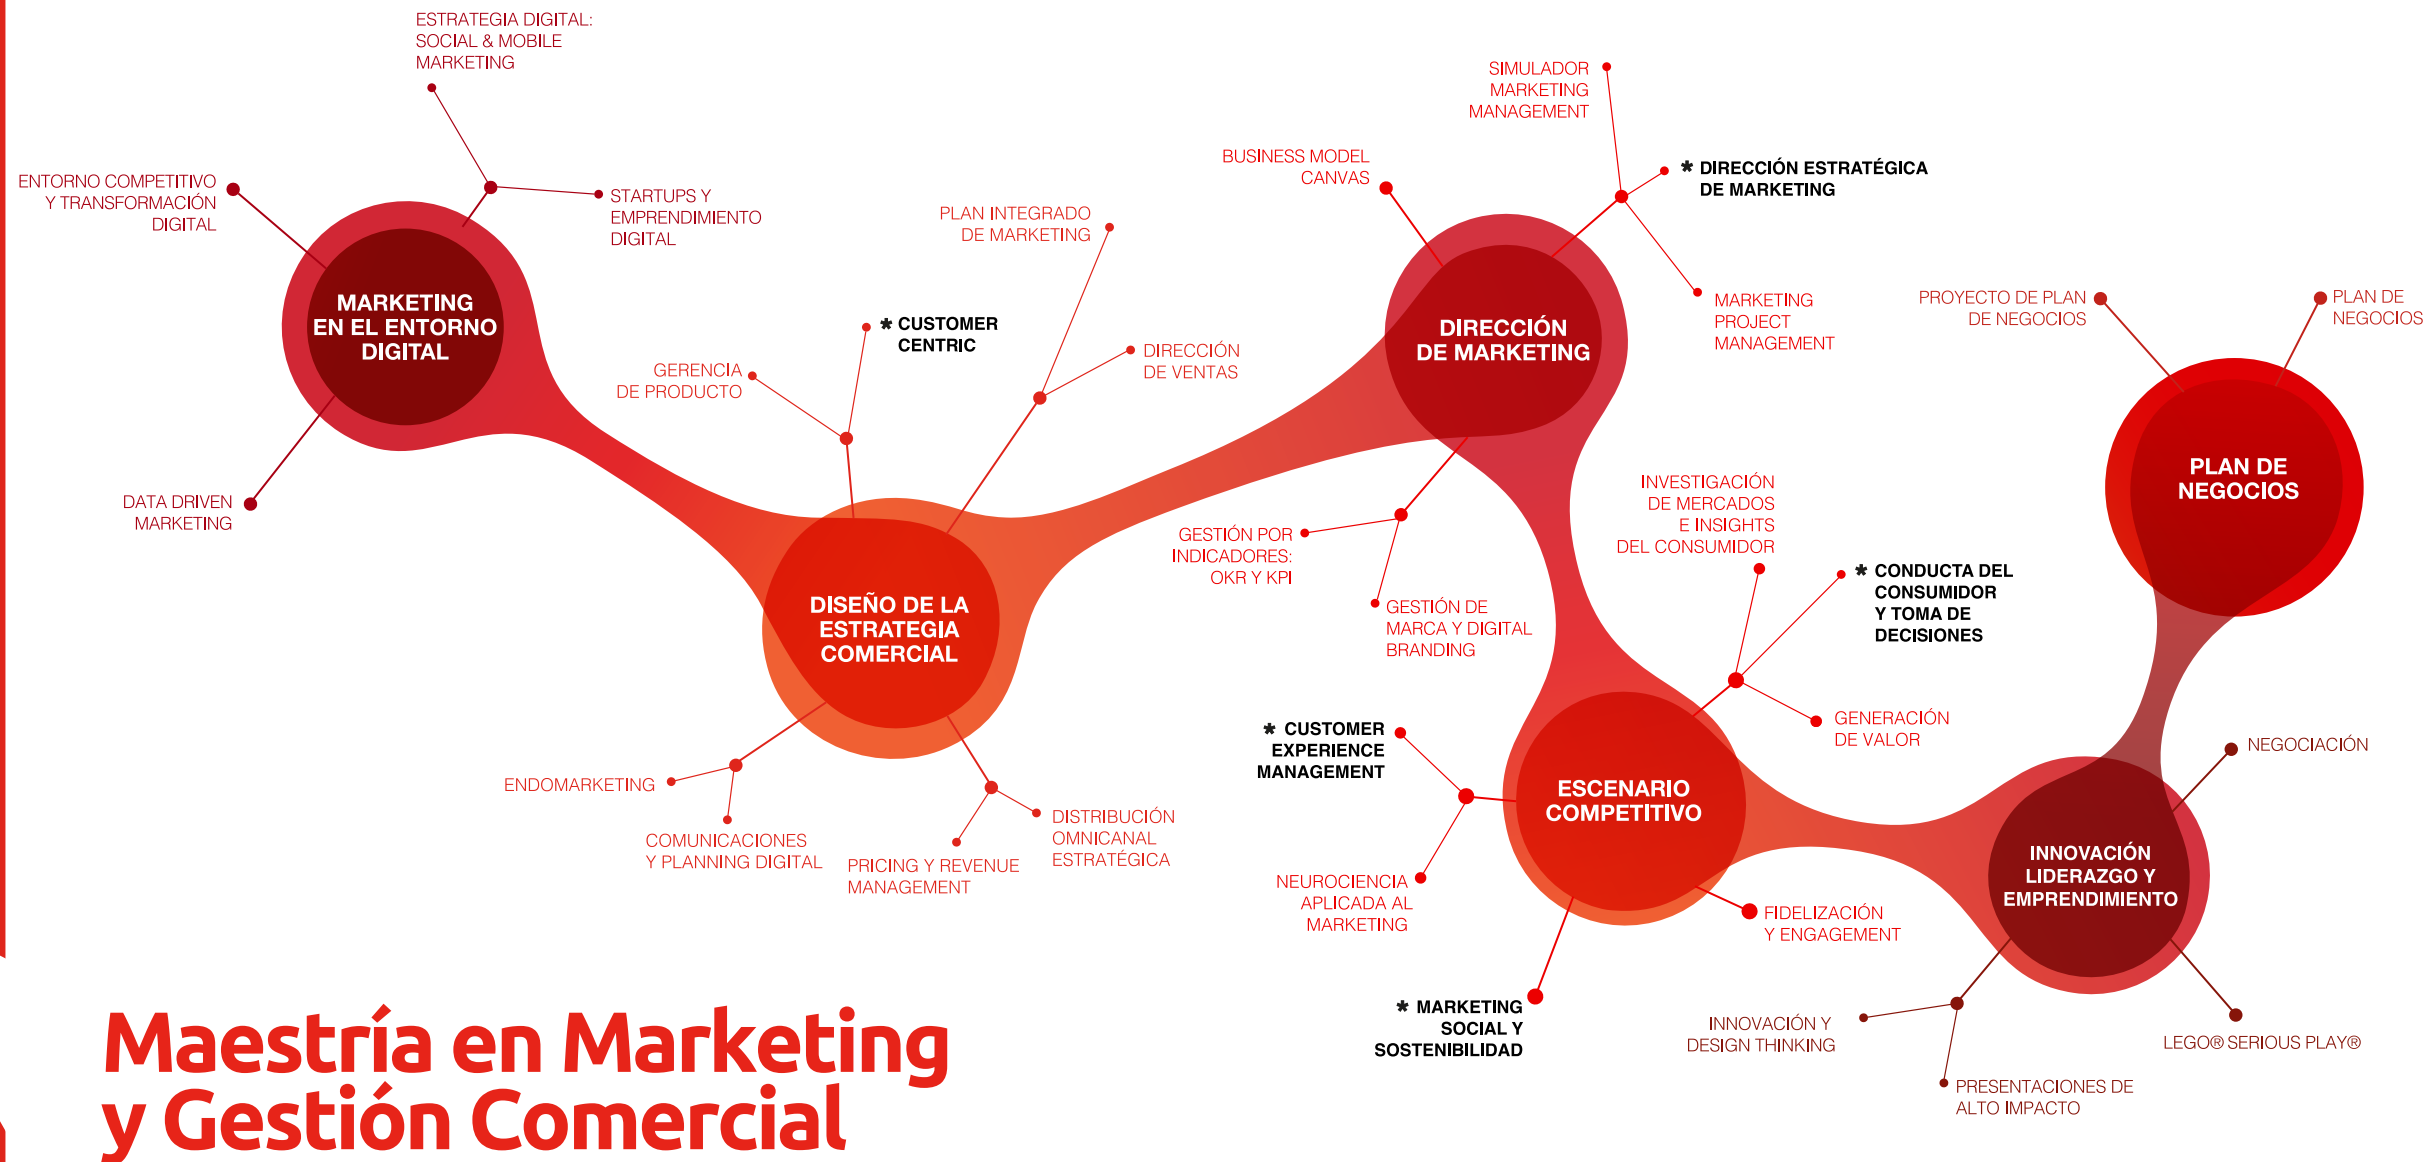 ESTRATEGIA DIGITAL:
SOCIAL & MOBILE
MARKETING
ENTORNO COMPETITIVO
Y TRANSFORMACIÓN
DIGITAL
STARTUPS Y
EMPRENDIMIENTO
DIGITAL
MARKETING
EN EL ENTORNO
DIGITAL
DATA DRIVEN
MARKETING
GERENCIA
DE PRODUCTO
* CUSTOMER
CENTRIC
PLAN INTEGRADO
DE MARKETING
DIRECCIÓN
DE VENTAS
DISEÑO DE LA
ESTRATEGIA
COMERCIAL
ENDOMARKETING
COMUNICACIONES
Y PLANNING DIGITAL
PRICING Y REVENUE
MANAGEMENT
DISTRIBUCIÓN
OMNICANAL
ESTRATÉGICA
BUSINESS MODEL
CANVAS
SIMULADOR
MARKETING
MANAGEMENT
* DIRECCIÓN ESTRATÉGICA
DE MARKETING
MARKETING
PROJECT
MANAGEMENT
DIRECCIÓN
DE MARKETING
GESTIÓN POR
INDICADORES:
OKR Y KPI
GESTIÓN DE
MARCA Y DIGITAL
BRANDING
INVESTIGACIÓN
DE MERCADOS
E INSIGHTS
DEL CONSUMIDOR
* CONDUCTA DEL
CONSUMIDOR
Y TOMA DE
DECISIONES
GENERACIÓN
DE VALOR
* CUSTOMER
EXPERIENCE
MANAGEMENT
ESCENARIO
COMPETITIVO
NEUROCIENCIA
APLICADA AL
MARKETING
FIDELIZACIÓN
Y ENGAGEMENT
* MARKETING
SOCIAL Y
SOSTENIBILIDAD
PROYECTO DE PLAN
DE NEGOCIOS
PLAN DE
NEGOCIOS
PLAN DE
NEGOCIOS
NEGOCIACIÓN
INNOVACIÓN
LIDERAZGO Y
EMPRENDIMIENTO
INNOVACIÓN Y
DESIGN THINKING
PRESENTACIONES DE
ALTO IMPACTO
LEGO® SERIOUS PLAY®
Maestría en Marketing
y Gestión Comercial